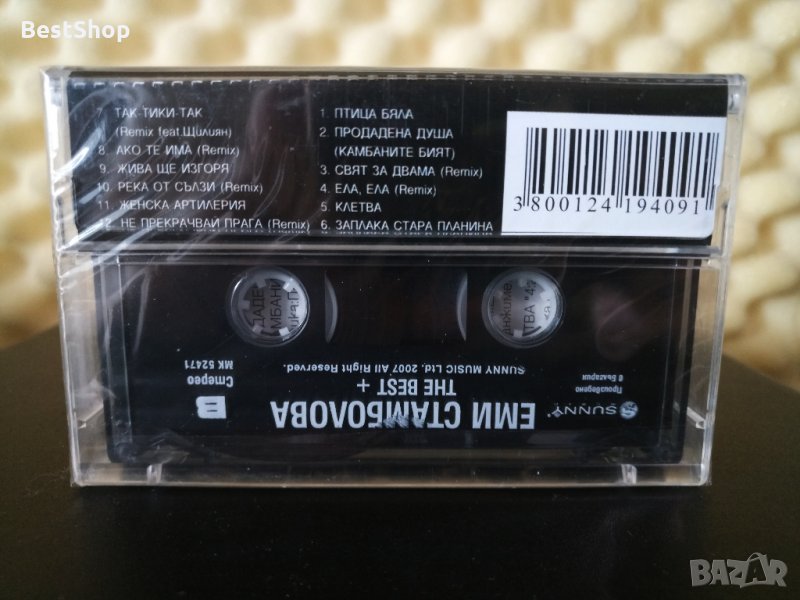 BestShop
1. ПТИЦА БЯЛА
2. ПРОДАДЕНА ДУША
(КАМБАНИТЕ БИЯТ)
3. СВЯТ ЗА ДВАМА (Remix)
4. ЕЛА, ЕЛА (Remix)
5. КЛЕТВА
6. ЗАПЛАКА СТАРА ПЛАНИНА
ТАК-ТИКИ-ТАК
(Remix feat.Щилиян)
8. АКО ТЕ ИМА (Remix)
9. ЖИВА ЩЕ ИЗГОРЯ
10. РЕКА ОТ СЪЛЗИ (Remix)
11. ЖЕНСКА АРТИЛЕРИЯ
12. НЕ ПРЕКРАЧВАЙ ПРАГА (Remix)
3 800124 194091
SUNNY
Произведено
в България
ЕМИ СТАМБОЛОВА
THE BEST +
SUNNY MUSIC Ltd, 2007 All Right Reserved.
B
Стерео
МК 52471
BAZAR